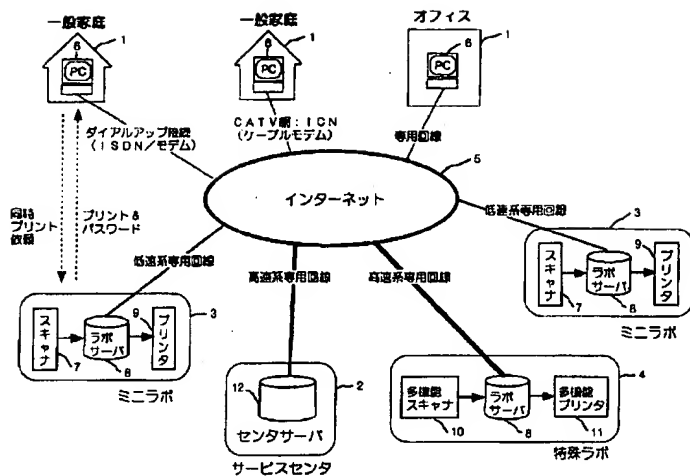 一般家庭
1
6
PC
一般家庭
1
6
PC
オフィス
1
6
PC
ダイアルアップ接続
(ISDN/モデム)
CATV網:ICN
(ケーブルモデム)
専用回線
5
インターネット
同時
プリント
依頼
プリント&
パスワード
低速系専用回線
高速系専用回線
高速系専用回線
低速系専用回線
3
スキャナ
7
ラボ
サーバ
8
9
プリンタ
ミニラボ
3
スキャナ
7
ラボ
サーバ
8
9
プリンタ
ミニラボ
2
12
センタサーバ
サービスセンタ
4
多機能
スキャナ
10
ラボ
サーバ
8
多機能
プリンタ
11
特殊ラボ